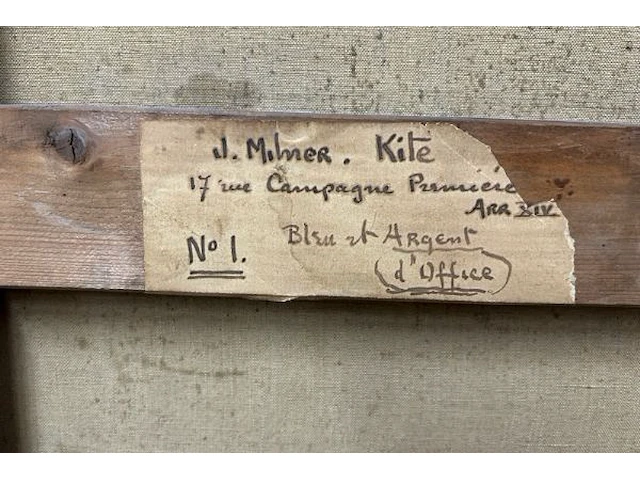 J. Milner. Kite
17 rue Campagne Première
Arr XIV
Bleu et Argent
No 1.
d'Office